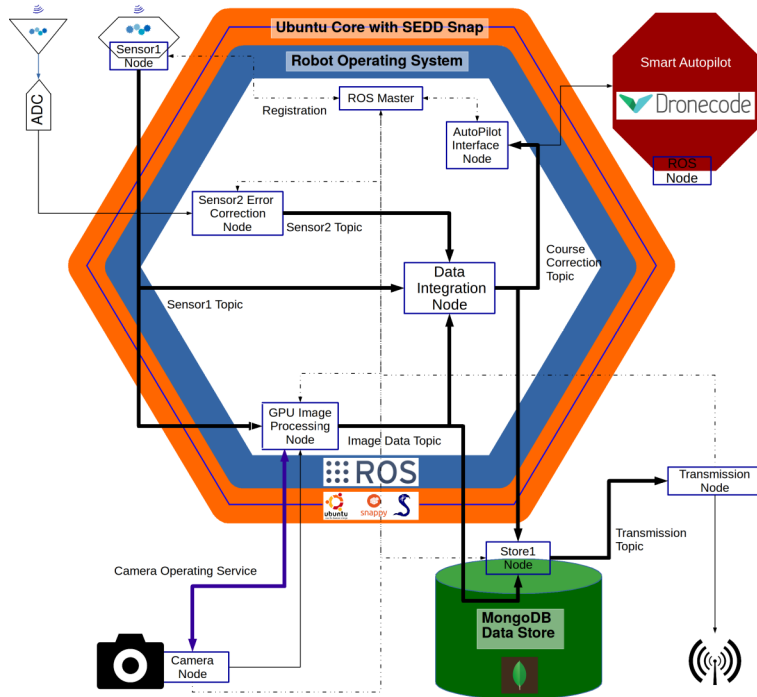 Ubuntu Core with SEDD Snap
Robot Operating System
Sensor1
Node
ADC
ROS Master
Registration
AutoPilot
Interface
Node
Smart Autopilot
Dronecode
ROS
Node
Sensor2 Error
Correction
Node
Sensor2 Topic
Course
Correction
Topic
Data
Integration
Node
Sensor1 Topic
GPU Image
Processing
Node
Image Data Topic
ROS
ubuntu
snappy
Transmission
Node
Transmission
Topic
Store1
Node
Camera Operating Service
MongoDB
Data Store
Camera
Node